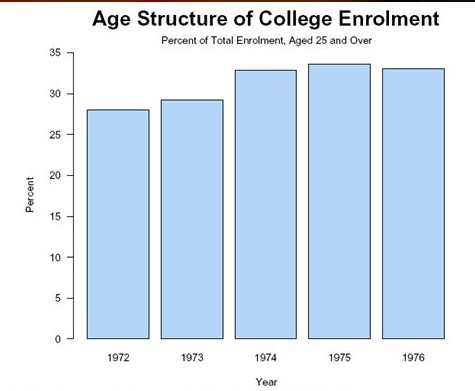 Age Structure of College Enrolment
Percent of Total Enrolment, Aged 25 and Over
35
30
25
20
15
10
5
0
Percent
1972 1973 1974 1975 1976
Year